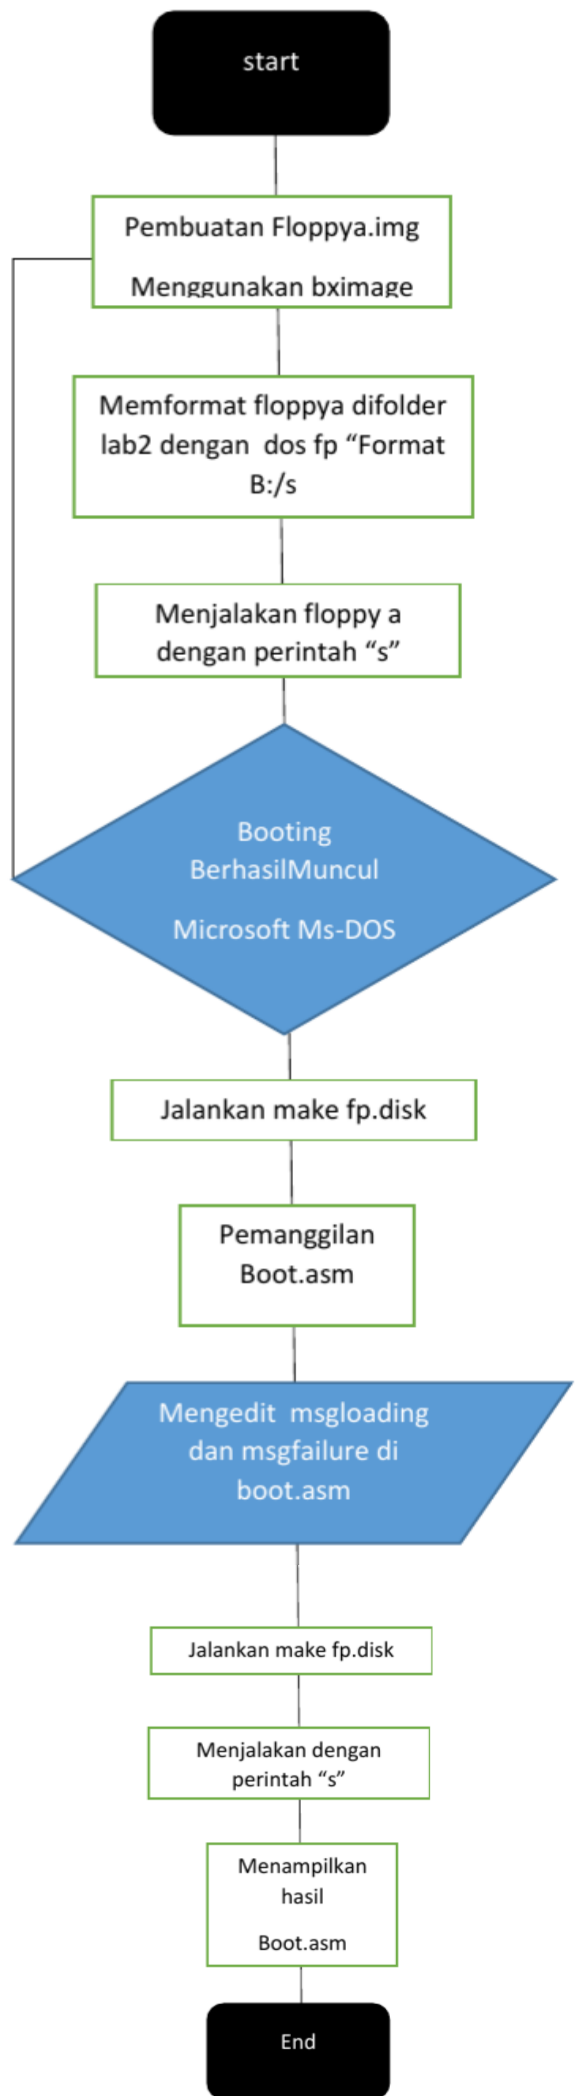 start
Pembuatan Floppya.img
Menggunakan bximage
Memformat floppya difolder
lab2 dengan dos fp “Format
B:/s
Menjalakan floppy a
dengan perintah “s”
Booting
BerhasilMuncul
Microsoft Ms-DOS
Jalankan make fp.disk
Pemanggilan
Boot.asm
Mengedit msgloading
dan msgfailure di
boot.asm
Jalankan make fp.disk
Menjalakan dengan
perintah “s”
Menampilkan
hasil
Boot.asm
End